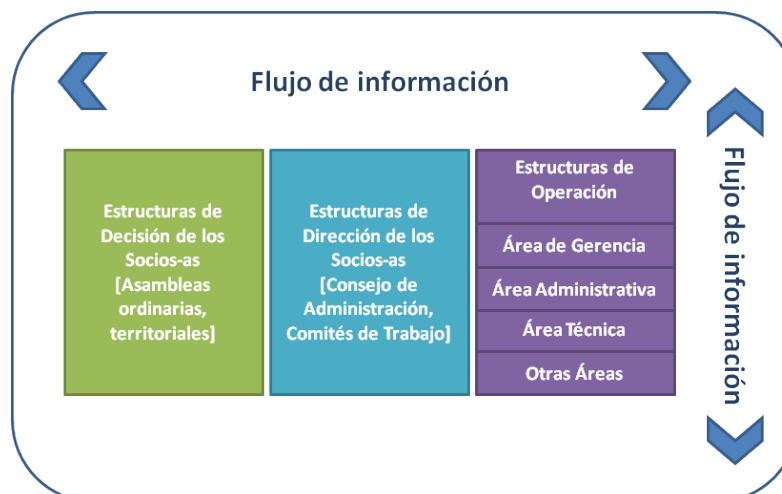 Flujo de información
Estructuras de
Decisión de los
Socios-as
[Asambleas
ordinarias,
territoriales]
Estructuras de
Dirección de los
Socios-as
[Consejo de
Administración,
Comités de Trabajo]
Estructuras de
Operación
Área de Gerencia
Área Administrativa
Área Técnica
Otras Áreas
Flujo de información